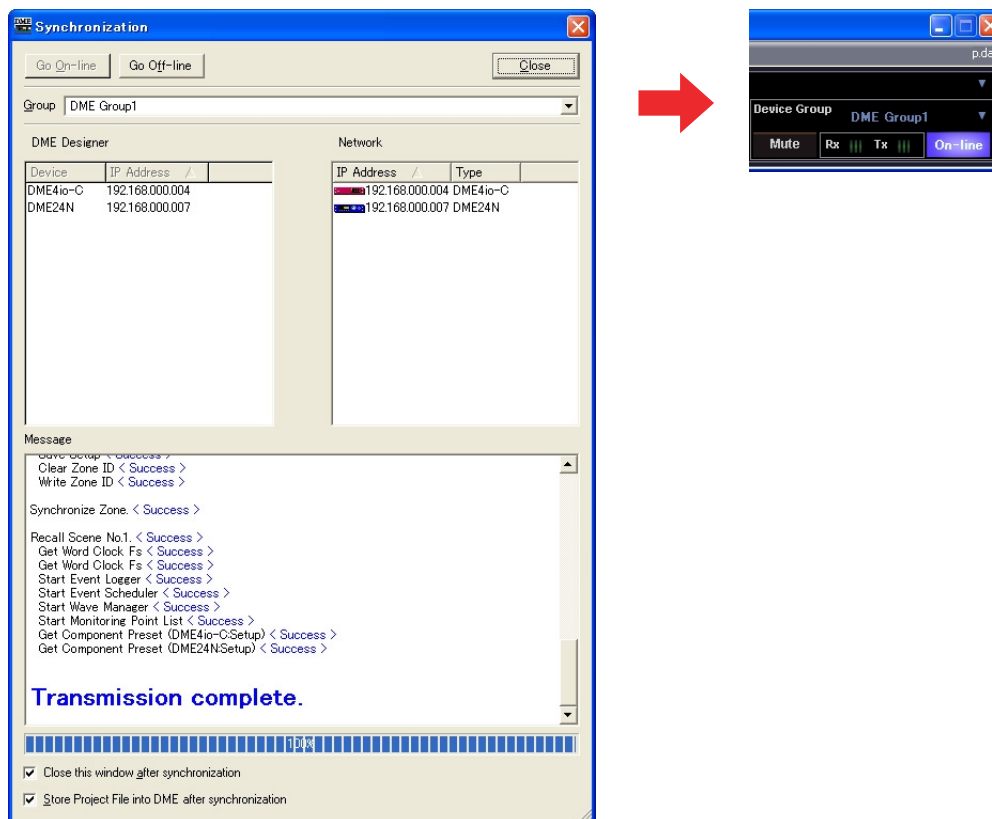 DME
Synchronization
Go On-line
Go Off-line
Close
Group
DME Group1
DME Designer
Network
Device
IP Address
DME4io-C 192.168.000.004
DME24N 192.168.000.007
IP Address
Type
192.168.000.004 DME4io-C
192.168.000.007 DME24N
Message
Save Setup < Success >
Clear Zone ID < Success >
Write Zone ID < Success >
Synchronize Zone. < Success >
Recall Scene No.1. < Success >
Get Word Clock Fs < Success >
Get Word Clock Fs < Success >
Start Event Logger < Success >
Start Event Scheduler < Success >
Start Wave Manager < Success >
Start Monitoring Point List < Success >
Get Component Preset (DME4io-C:Setup) < Success >
Get Component Preset (DME24N:Setup) < Success >
Transmission complete.
100%
Close this window after synchronization
Store Project File into DME after synchronization
p.da
Device Group
DME Group1
Mute
Rx
Tx
On-line